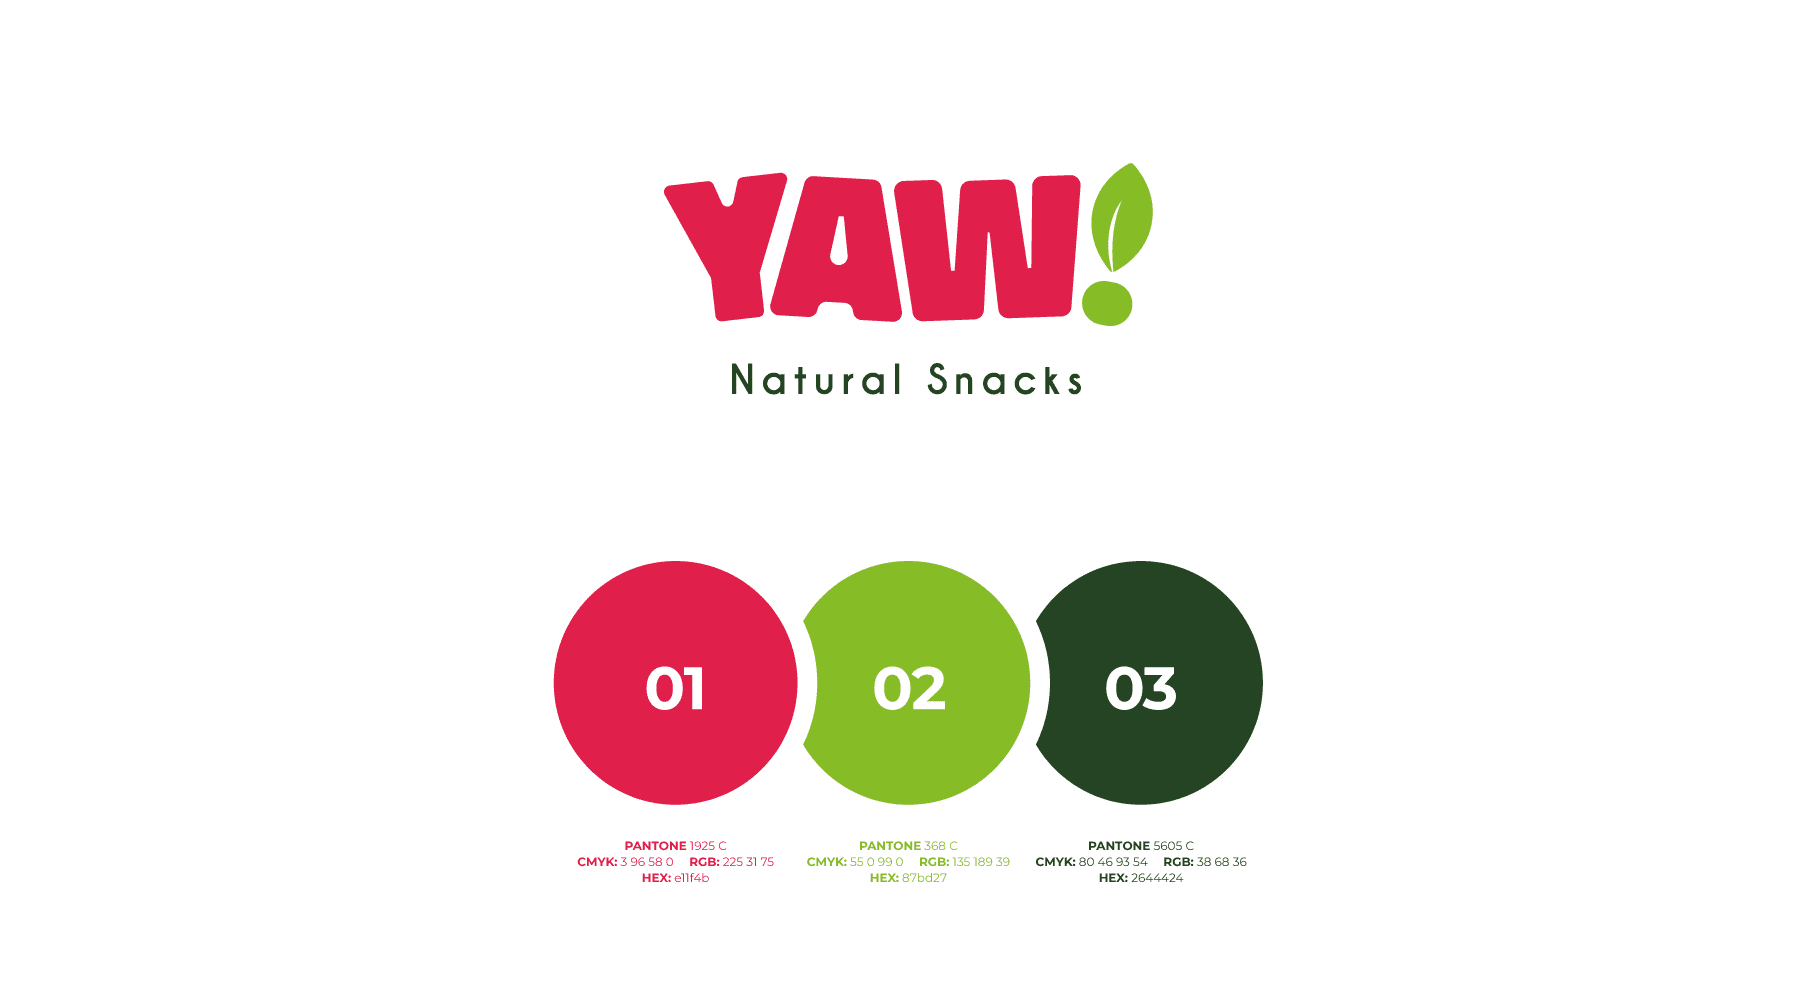 YAW!
Natural Snacks
01 02 03
PANTONE 1925 C
CMYK: 3 96 58 0 RGB: 225 31 75
HEX: e11f4b
PANTONE 368 C
CMYK: 55 0 99 0 RGB: 135 189 39
HEX: 87bd27
PANTONE 5605 C
CMYK: 80 46 93 54 RGB: 38 68 36
HEX: 2644424